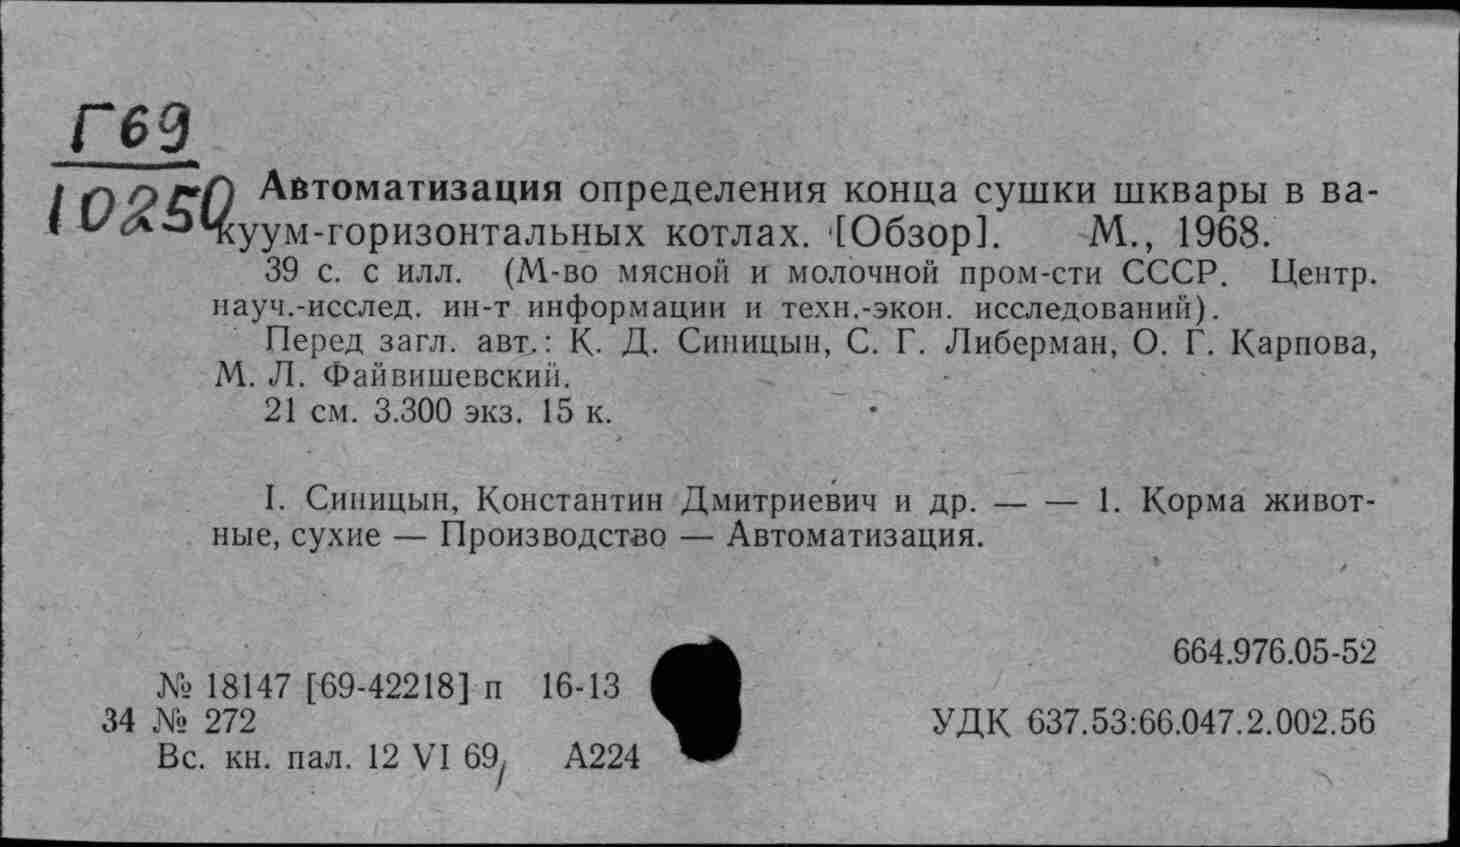 Г69
10250
Автоматизация определения конца сушки шквары в ва-
куум-горизонтальных котлах. [Обзор]. М., 1968.
39 с. с илл. (М-во мясной и молочной пром-сти СССР. Центр.
науч.-исслед. ин-т информации и техн.-экон. исследований).
Перед загл. авт.: К. Д. Синицын, С. Г. Либерман, О. Г. Карпова,
М. Л. Файвишевский.
21 см. 3.300 экз. 15 к.
I. Синицын, Константин Дмитриевич и др. — — 1. Корма живот-
ные, сухие — Производство — Автоматизация.
664.976.05-52
№ 18147 [69-42218] п 16-13
34 № 272
УДК 637.53:66.047.2.002.56
Вс. кн. пал. 12 VI 69. А224